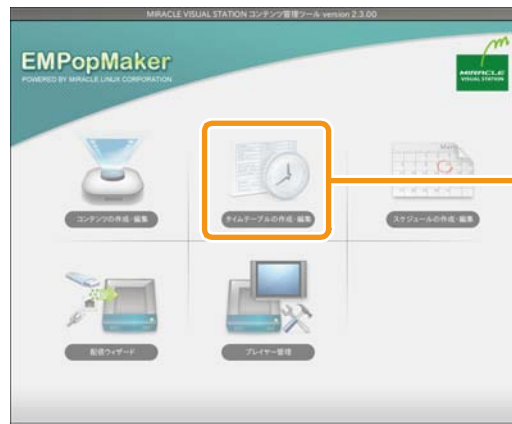 MIRACLE VISUAL STATION コンテンツ管理ツール version 2.3.00
EMPopMaker
POWERED BY MIRACLE LINUX CORPORATION
MIRACLE
VISUAL STATION
コンテンツの作成・編集
タイムテーブルの作成・編集
スケジュールの作成・編集
配信ウィザード
プレイヤー管理